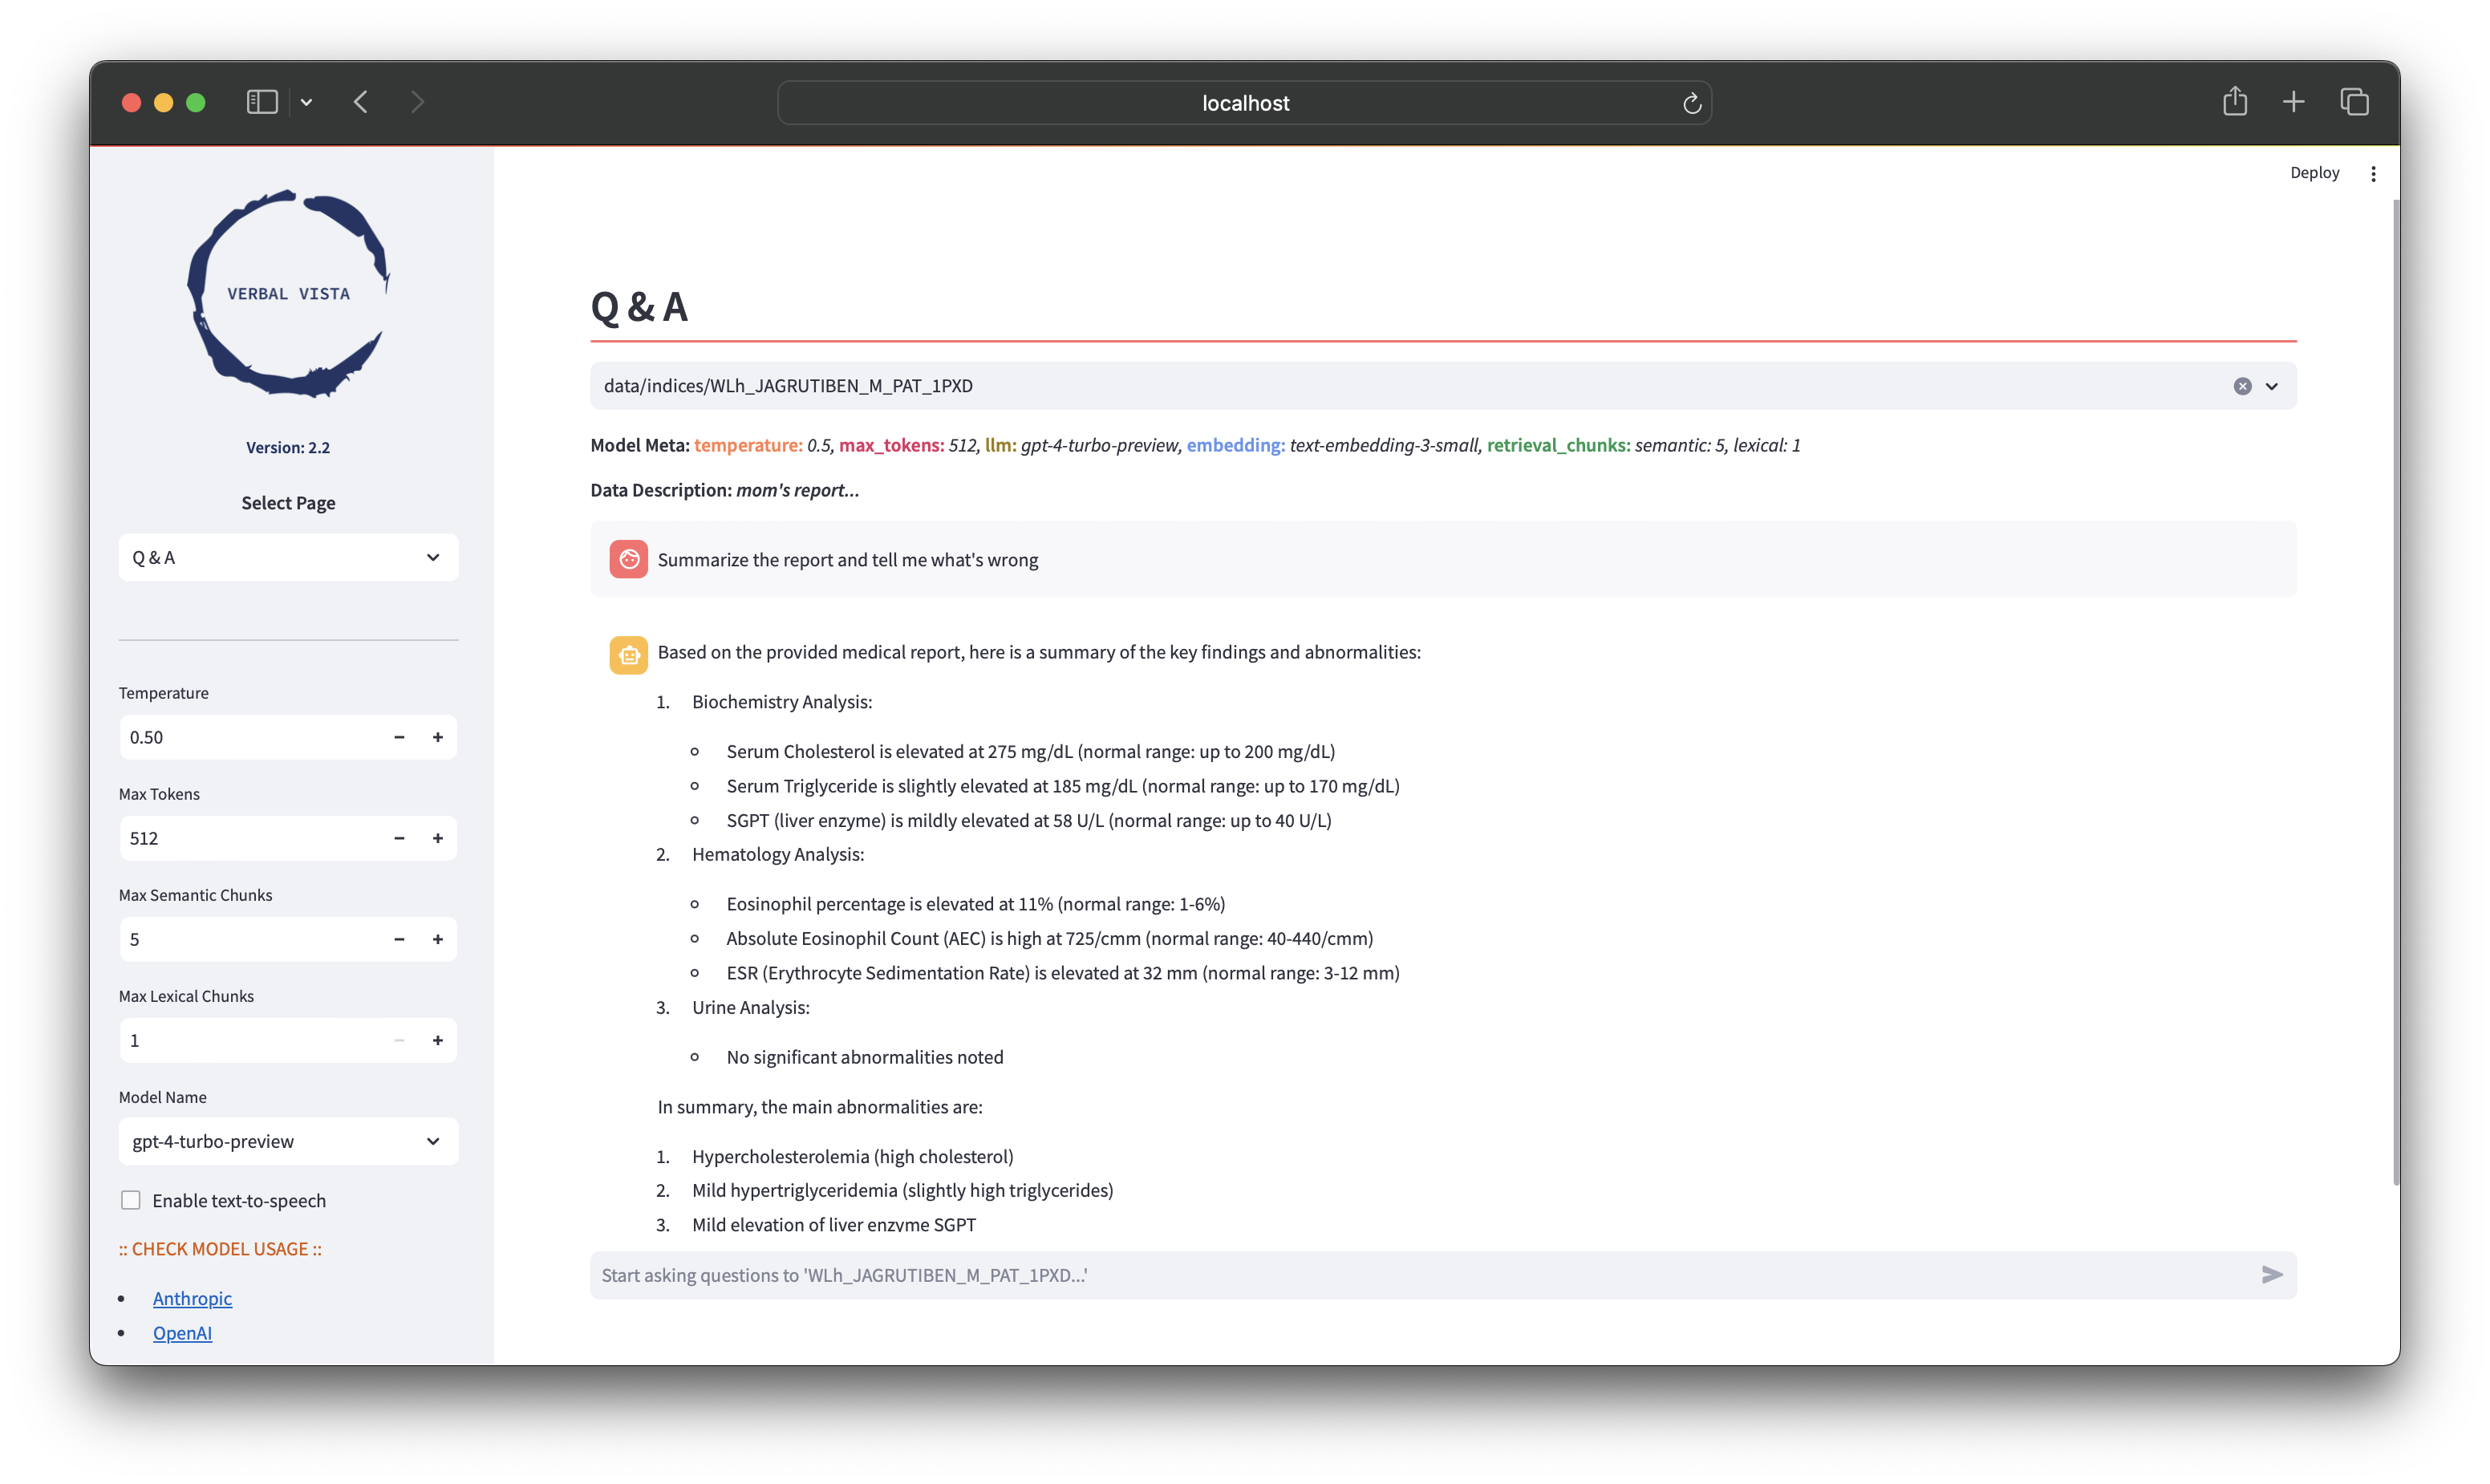 localhost
Deploy
VERBAL VISTA
Version: 2.2
Select Page
Q & A
Temperature
0.50
Max Tokens
512
Max Semantic Chunks
5
Max Lexical Chunks
1
Model Name
gpt-4-turbo-preview
Enable text-to-speech
:: CHECK MODEL USAGE ::
Anthropic
OpenAI
Q & A
data/indices/WLh_JAGRUTIBEN_M_PAT_1PXD
Model Meta: temperature: 0.5, max_tokens: 512, llm: gpt-4-turbo-preview, embedding: text-embedding-3-small, retrieval_chunks: semantic: 5, lexical: 1
Data Description: mom's report...
Summarize the report and tell me what's wrong
Based on the provided medical report, here is a summary of the key findings and abnormalities:
1. Biochemistry Analysis:
Serum Cholesterol is elevated at 275 mg/dL (normal range: up to 200 mg/dL)
Serum Triglyceride is slightly elevated at 185 mg/dL (normal range: up to 170 mg/dL)
SGPT (liver enzyme) is mildly elevated at 58 U/L (normal range: up to 40 U/L)
2. Hematology Analysis:
Eosinophil percentage is elevated at 11% (normal range: 1-6%)
Absolute Eosinophil Count (AEC) is high at 725/cmm (normal range: 40-440/cmm)
ESR (Erythrocyte Sedimentation Rate) is elevated at 32 mm (normal range: 3-12 mm)
3. Urine Analysis:
No significant abnormalities noted
In summary, the main abnormalities are:
1. Hypercholesterolemia (high cholesterol)
2. Mild hypertriglyceridemia (slightly high triglycerides)
3. Mild elevation of liver enzyme SGPT
Start asking questions to 'WLh_JAGRUTIBEN_M_PAT_1PXD...'